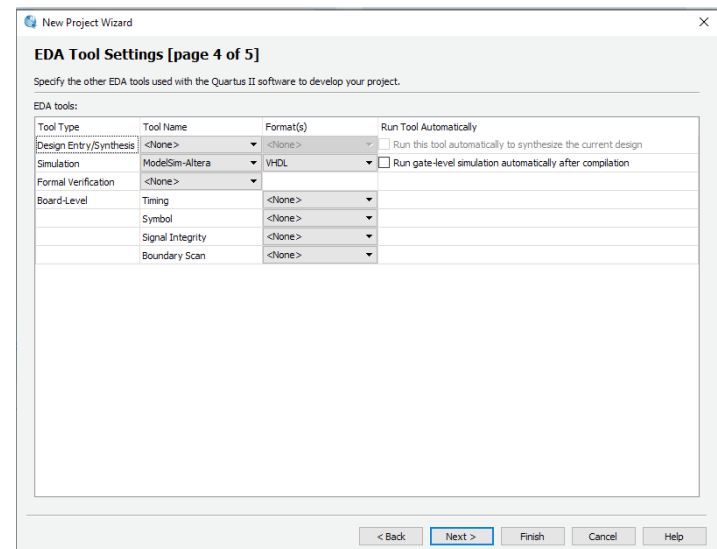 New Project Wizard
EDA Tool Settings [page 4 of 5]
Specify the other EDA tools used with the Quartus II software to develop your project.
EDA tools:
Tool Type Tool Name Format(s) Run Tool Automatically
Design Entry/Synthesis <None> <None> Run this tool automatically to synthesize the current design
Simulation ModelSim-Altera VHDL Run gate-level simulation automatically after compilation
Formal Verification <None>
Board-Level Timing <None>
Symbol <None>
Signal Integrity <None>
Boundary Scan <None>
< Back Next > Finish Cancel Help